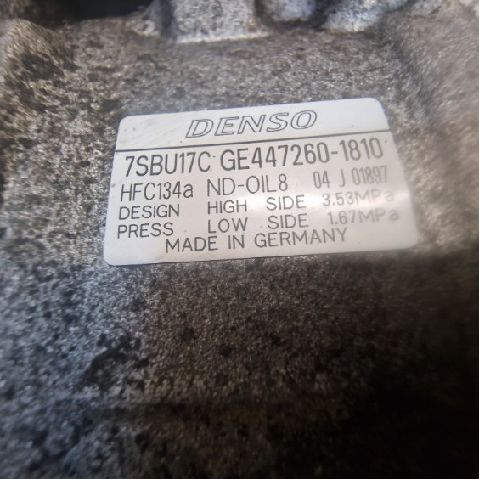 DENSO
7SBU17C GE447260-1810
HFC134a ND-OIL8 04 J 01897
DESIGN HIGH SIDE 3.53MPa
PRESS LOW SIDE 1.67MPa
MADE IN GERMANY